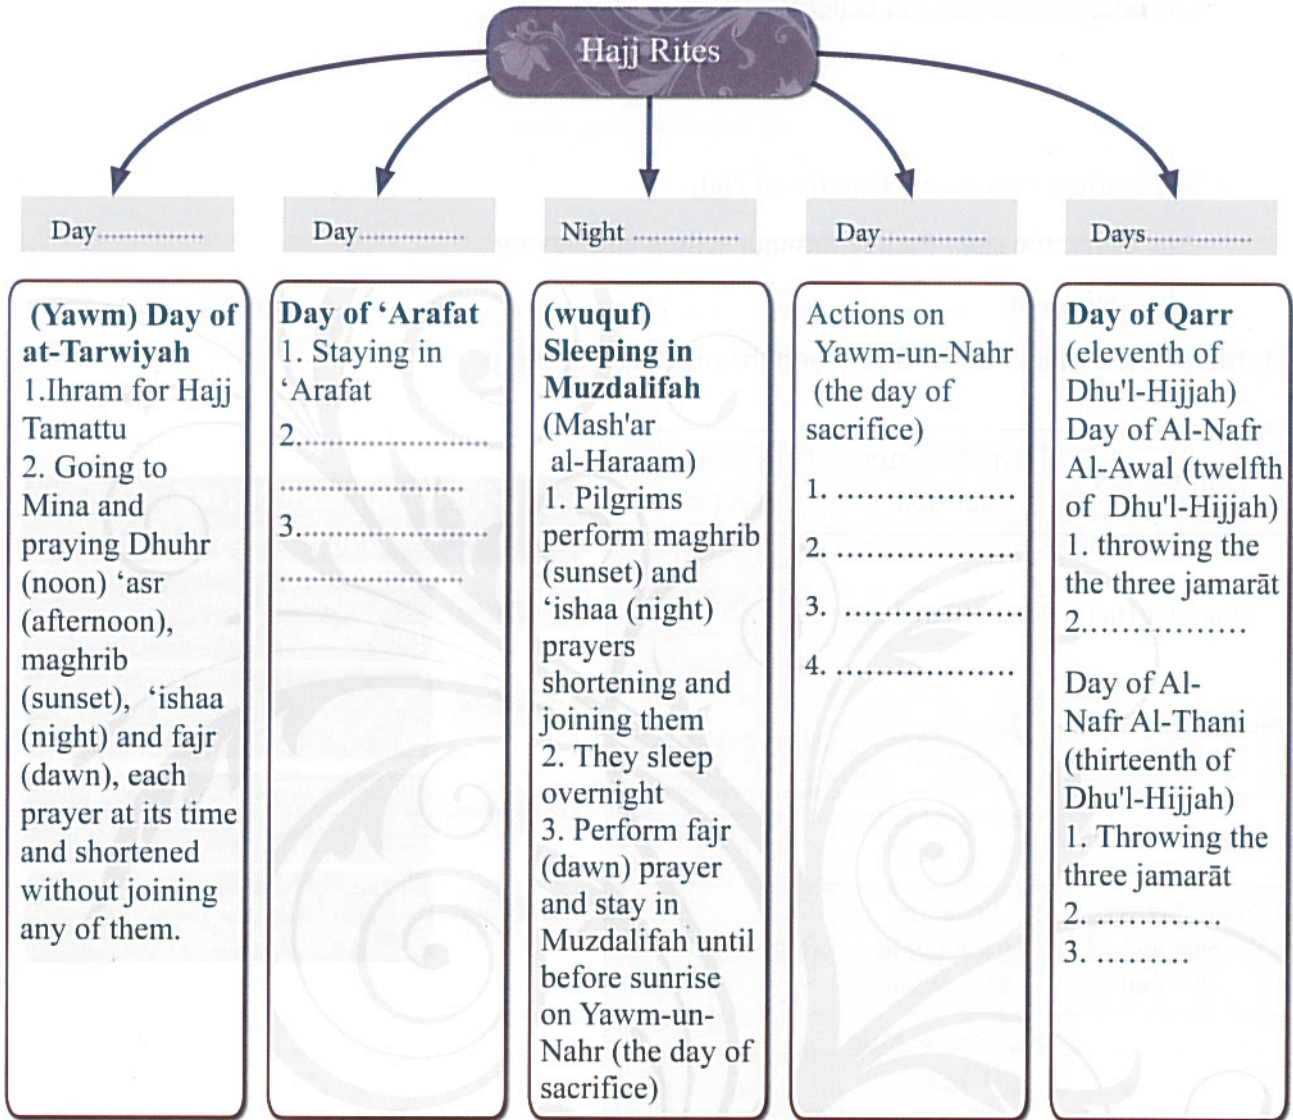 Hajj Rites
Day..............
Day..............
Night..............
Day..............
Days..............
(Yawm) Day of
at-Tarwiyah
1.Ihram for Hajj
Tamattu
2. Going to
Mina and
praying Dhuhr
(noon) ‘asr
(afternoon),
maghrib
(sunset), ‘ishaa
(night) and fajr
(dawn), each
prayer at its time
and shortened
without joining
any of them.
Day of ‘Arafat
1. Staying in
‘Arafat
2........................
.......................
3........................
.......................
(wuquf)
Sleeping in
Muzdalifah
(Mash'ar
al-Haraam)
1. Pilgrims
perform maghrib
(sunset) and
‘ishaa (night)
prayers
shortening and
joining them
2. They sleep
overnight
3. Perform fajr
(dawn) prayer
and stay in
Muzdalifah until
before sunrise
on Yawm-un-
Nahr (the day of
sacrifice)
Actions on
Yawm-un-Nahr
(the day of
sacrifice)
1. ..................
2. ..................
3. ..................
4. ..................
Day of Qarr
(eleventh of
Dhu'l-Hijjah)
Day of Al-Nafr
Al-Awal (twelfth
of Dhu'l-Hijjah)
1. throwing the
the three jamarāt
2................
Day of Al-
Nafr Al-Thani
(thirteenth of
Dhu'l-Hijjah)
1. Throwing the
three jamarāt
2. .............
3. .........